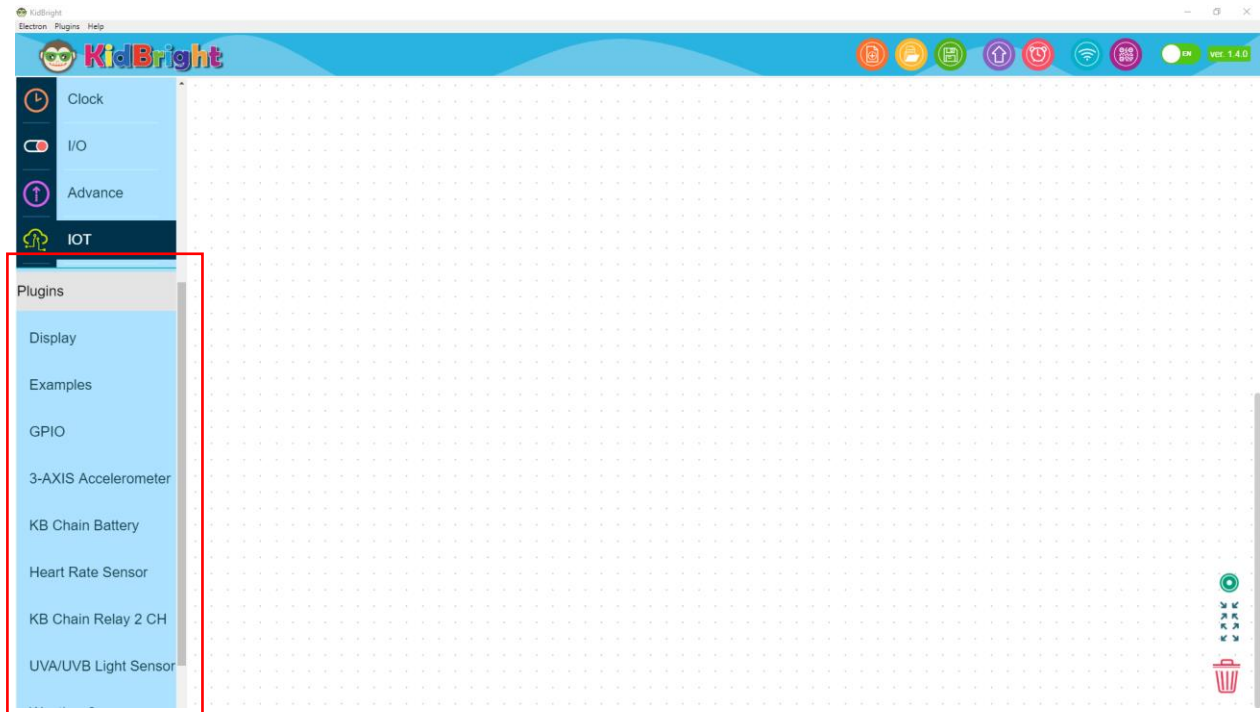 KidBright
Electron Plugins Help
KidBright
EN
ver. 1.4.0
Clock
I/O
Advance
IOT
Plugins
Display
Examples
GPIO
3-AXIS Accelerometer
KB Chain Battery
Heart Rate Sensor
KB Chain Relay 2 CH
UVA/UVB Light Sensor